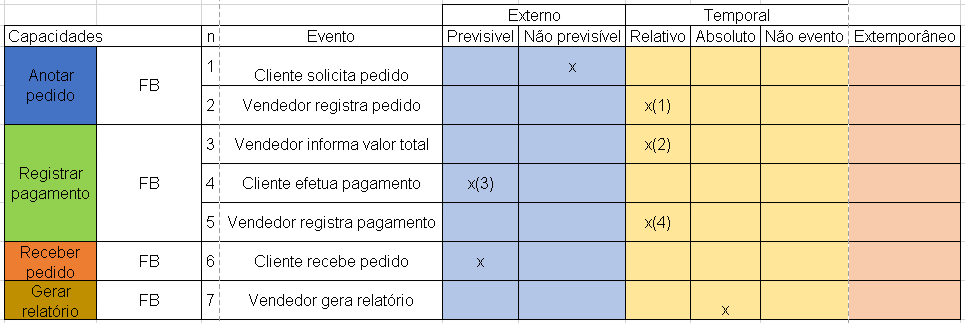 Externo Temporal
Capacidades n Evento Previsivel Não previsível Relativo Absoluto Não evento Extemporâneo
Anotar
pedido
FB
1 Cliente solicita pedido x
2 Vendedor registra pedido x(1)
Registrar
pagamento
FB
3 Vendedor informa valor total x(2)
4 Cliente efetua pagamento x(3)
5 Vendedor registra pagamento x(4)
Receber
pedido
FB 6 Cliente recebe pedido x
Gerar
relatório
FB 7 Vendedor gera relatório x